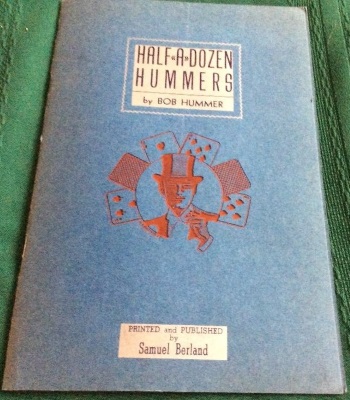 HALF«A»DOZEN
HUMMERS
by BOB HUMMER
PRINTED and PUBLISHED
by
Samuel Berland